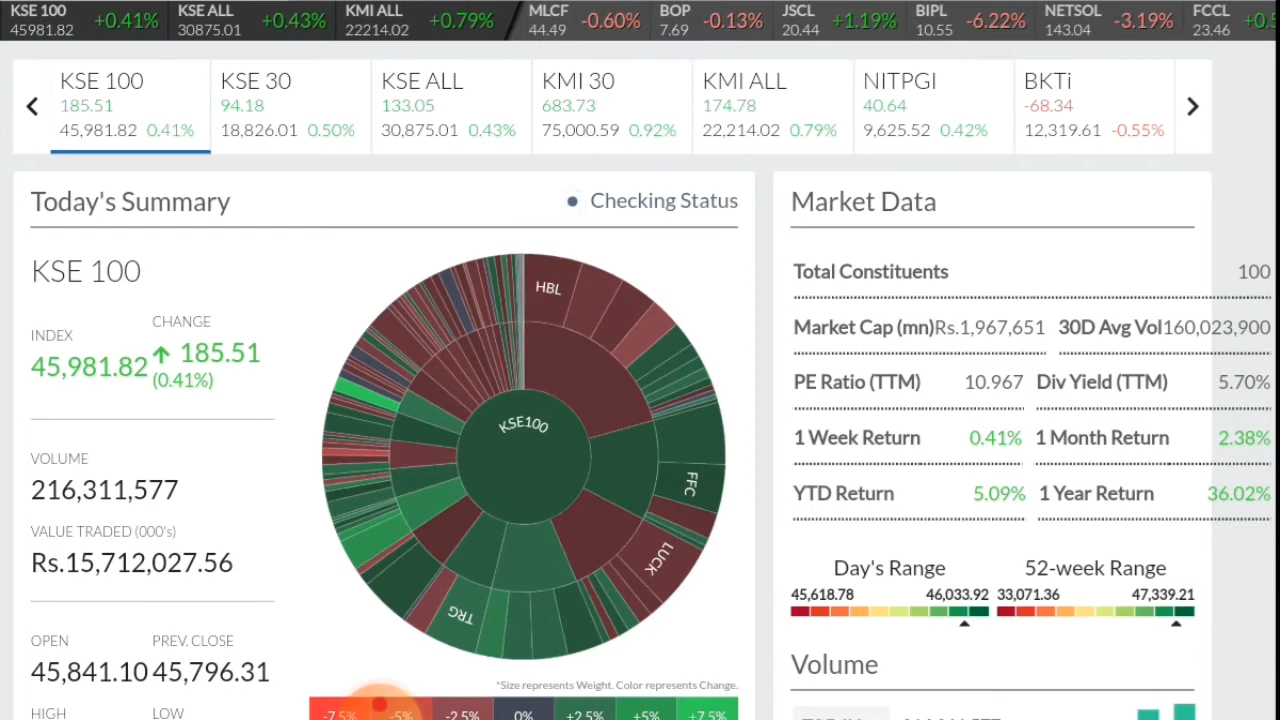 KSE 100 +0.41% KSE ALL +0.43% KMI ALL +0.79% MLCF -0.60% BOP -0.13% JSCL +1.19% BIPL -6.22% NETSOL -3.19% FCCL +0.5
45981.82 30875.01 22214.02 44.49 7.69 20.44 10.55 143.04 23.46
KSE 100 KSE 30 KSE ALL KMI 30 KMI ALL NITPGI BKTi
185.51 94.18 133.05 683.73 174.78 40.64 -68.34
45,981.82 0.41% 18,826.01 0.50% 30,875.01 0.43% 75,000.59 0.92% 22,214.02 0.79% 9,625.52 0.42% 12,319.61 -0.55%
Today's Summary
Checking Status
KSE 100
INDEX
45,981.82
CHANGE
185.51
(0.41%)
VOLUME
216,311,577
VALUE TRADED (000's)
Rs.15,712,027.56
OPEN PREV. CLOSE
45,841.10 45,796.31
HIGH LOW
KSE100
HBL
FFC
LUCK
TRG
*Size represents Weight. Color represents Change.
-7.5% -5% -2.5% 0% +2.5% +5% +7.5%
Market Data
Total Constituents 100
Market Cap (mn) Rs.1,967,651 30D Avg Vol 160,023,900
PE Ratio (TTM) 10.967 Div Yield (TTM) 5.70%
1 Week Return 0.41% 1 Month Return 2.38%
YTD Return 5.09% 1 Year Return 36.02%
Day's Range 52-week Range
45,618.78 46,033.92 33,071.36 47,339.21
Volume